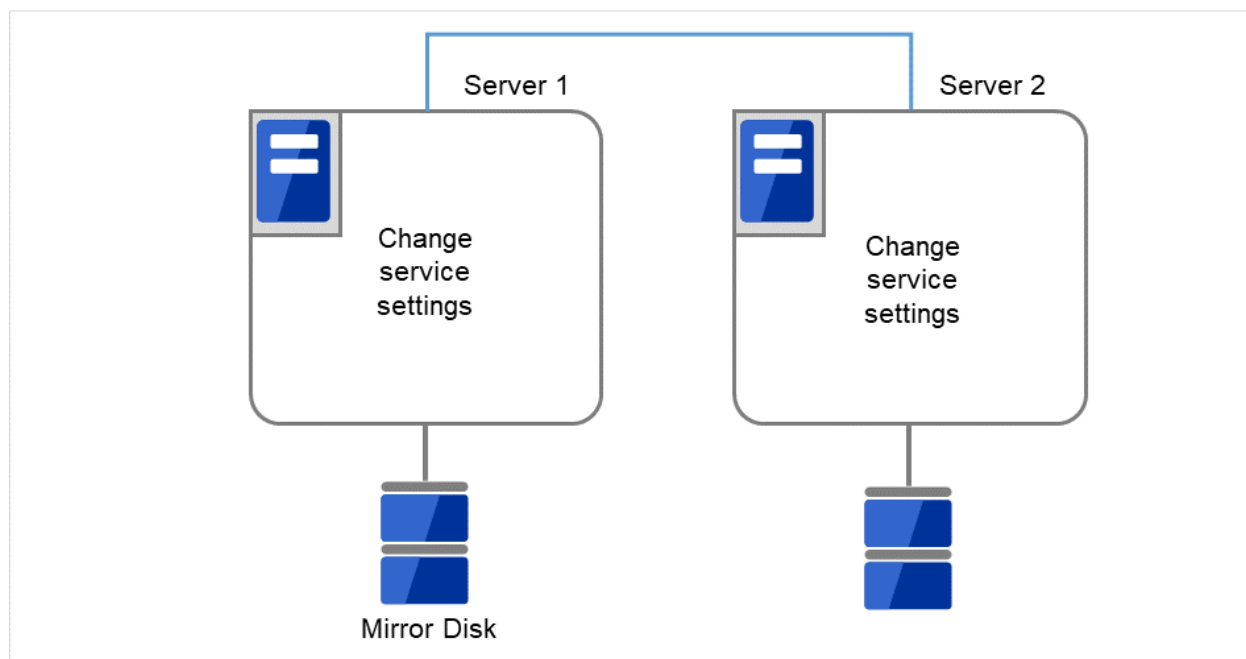 Server 1
Server 2
Change
service
settings
Change
service
settings
Mirror Disk